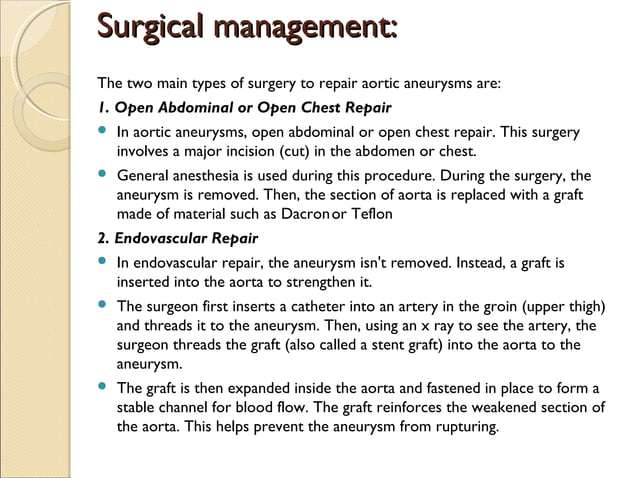 Surgical management:
The two main types of surgery to repair aortic aneurysms are:
1. Open Abdominal or Open Chest Repair
In aortic aneurysms, open abdominal or open chest repair. This surgery
involves a major incision (cut) in the abdomen or chest.
General anesthesia is used during this procedure. During the surgery, the
aneurysm is removed. Then, the section of aorta is replaced with a graft
made of material such as Dacron or Teflon
2. Endovascular Repair
In endovascular repair, the aneurysm isn't removed. Instead, a graft is
inserted into the aorta to strengthen it.
The surgeon first inserts a catheter into an artery in the groin (upper thigh)
and threads it to the aneurysm. Then, using an x ray to see the artery, the
surgeon threads the graft (also called a stent graft) into the aorta to the
aneurysm.
The graft is then expanded inside the aorta and fastened in place to form a
stable channel for blood flow. The graft reinforces the weakened section of
the aorta. This helps prevent the aneurysm from rupturing.